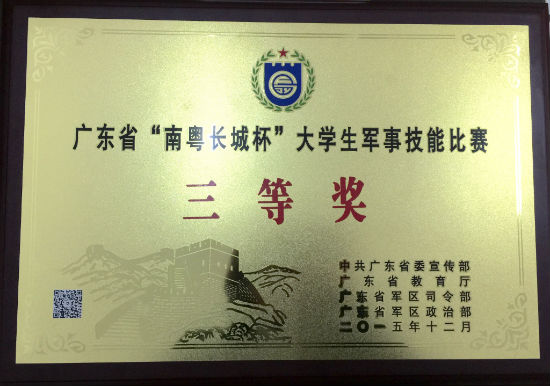 广东省“南粤长城杯”大学生军事技能比赛
三等奖
中共广东省委宣传部
广东省教育厅
广东省军区司令部
广东省军区政治部
二〇一五年十二月